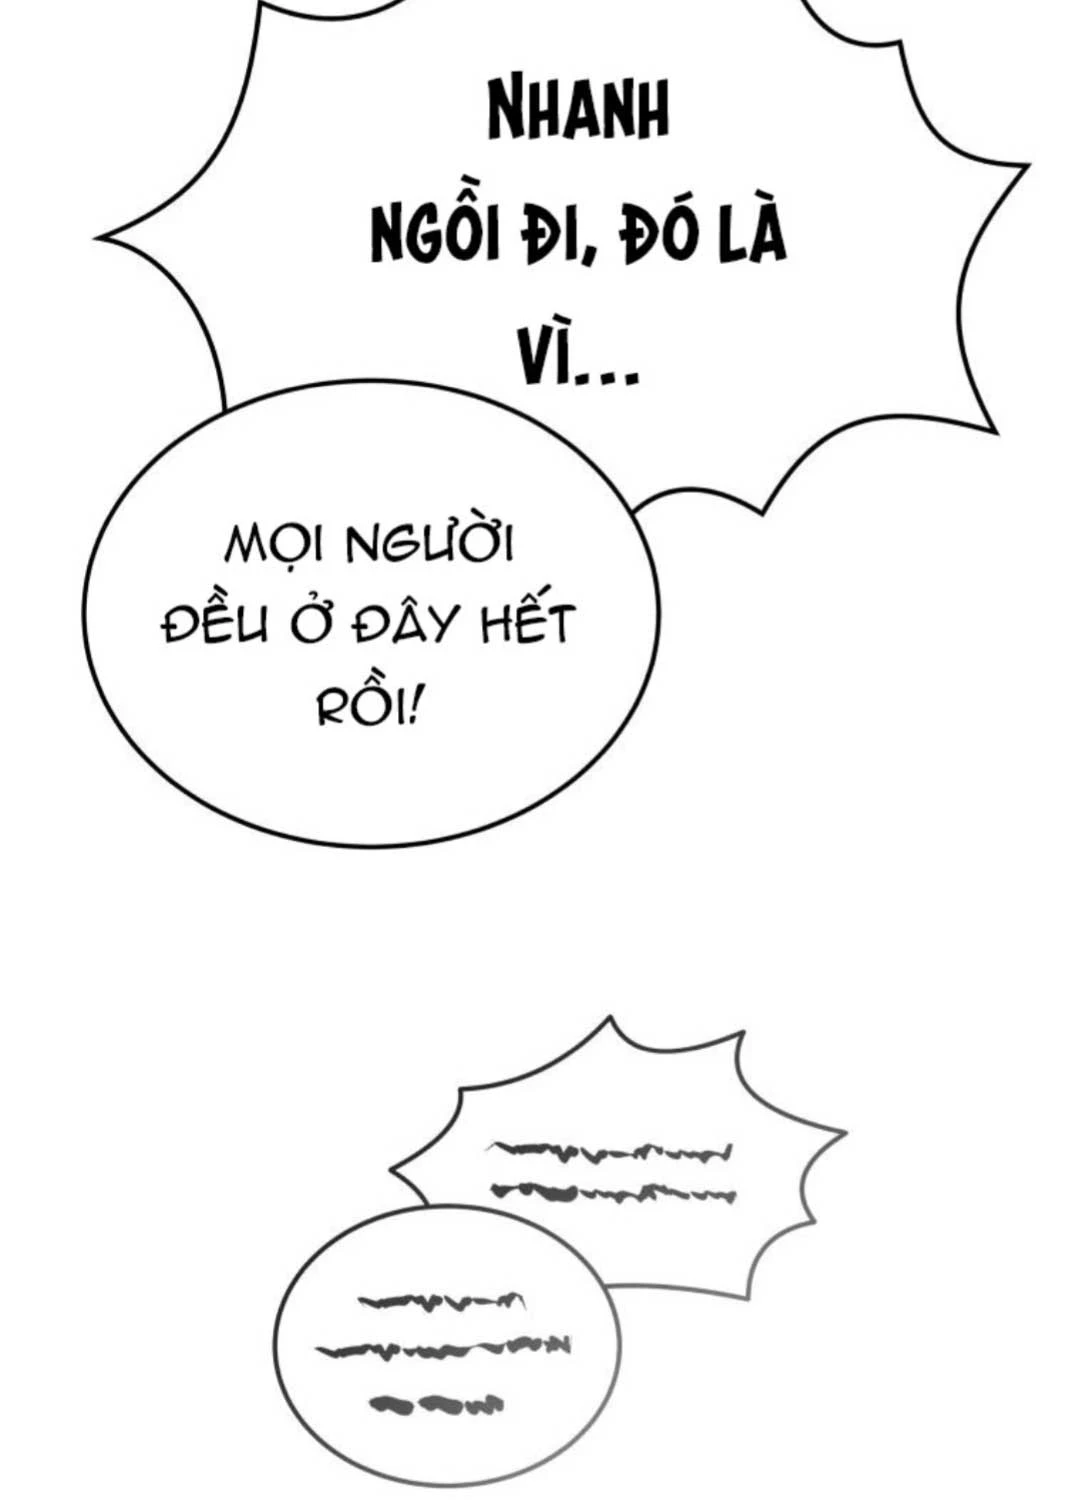 NHANH
NGỒI ĐI, ĐÓ LÀ
VÌ...
MỌI NGƯỜI
ĐỀU Ở ĐÂY HẾT
RỒI!